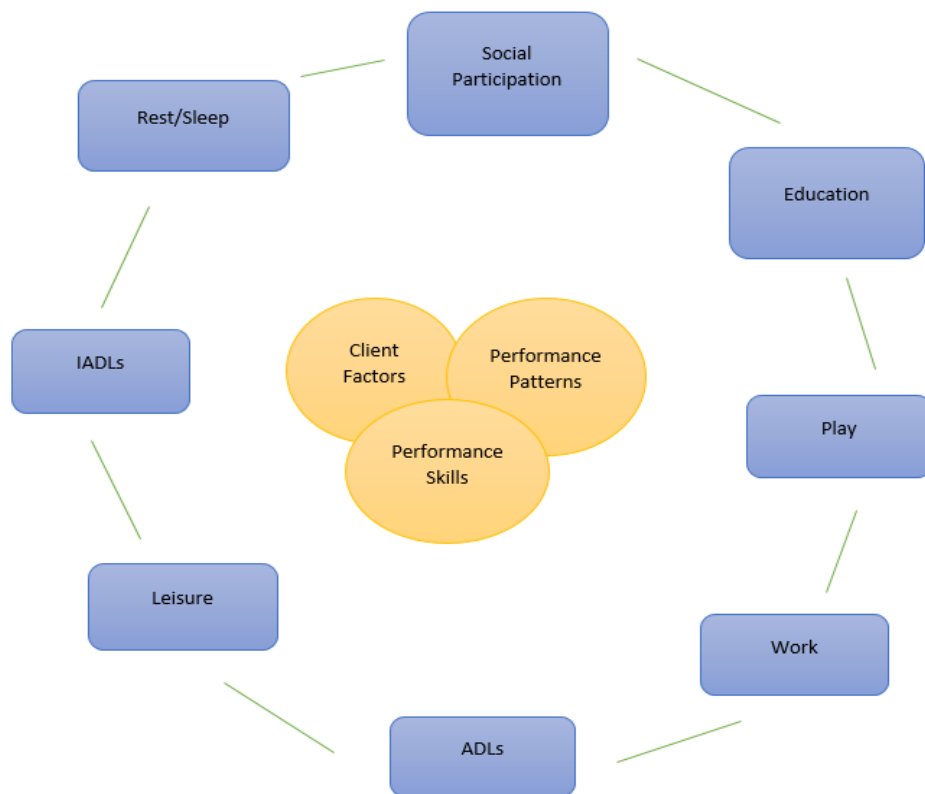 Social
Participation
Rest/Sleep
Education
IADLs
Client
Factors
Performance
Patterns
Play
Performance
Skills
Leisure
Work
ADLs